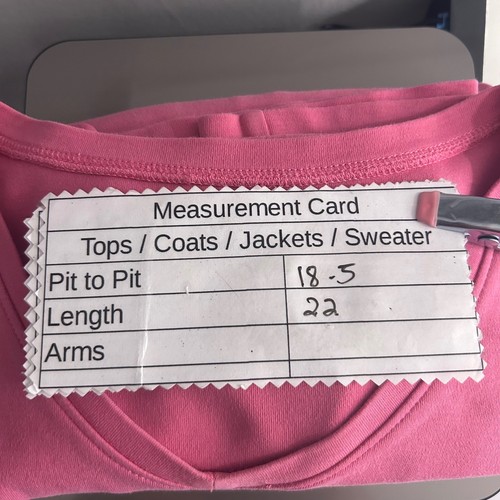 Measurement Card
Tops / Coats / Jackets / Sweater
Pit to Pit 18.5
Length 22
Arms